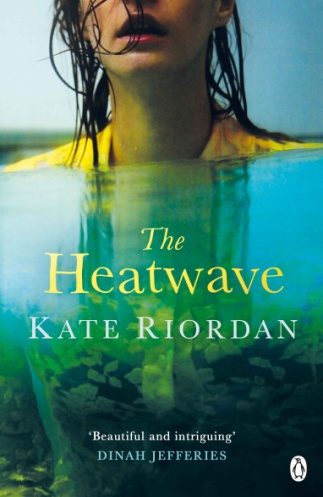 The
Heatwave
KATE RIORDAN
‘Beautiful and intriguing’
DINAH JEFFERIES